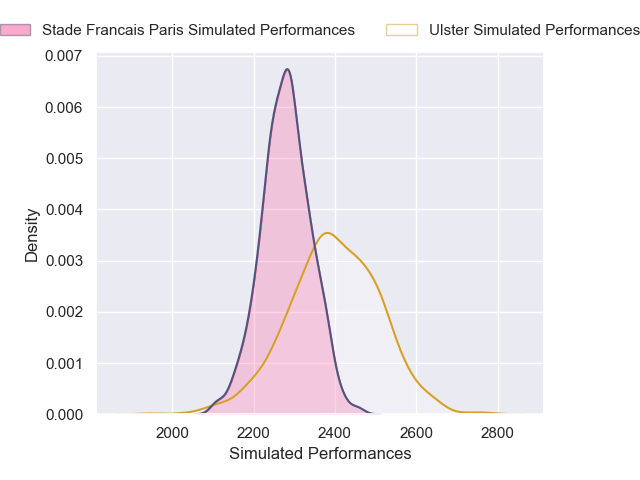 Stade Francais Paris Simulated Performances
Ulster Simulated Performances
0.007
0.006
0.005
0.004
0.003
0.002
0.001
0.000
Density
2000 2200 2400 2600 2800
Simulated Performances